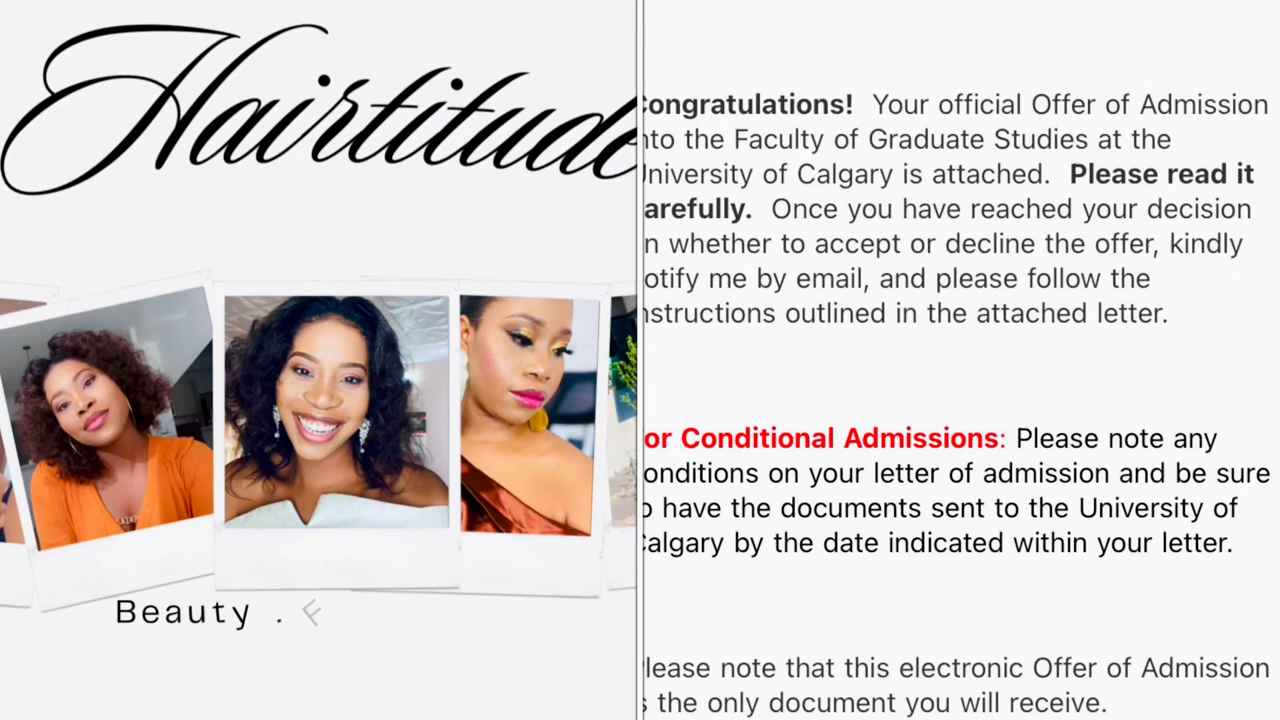 Hairtitude
Beauty . F
ongratulations! Your official Offer of Admission
nto the Faculty of Graduate Studies at the
University of Calgary is attached. Please read it
arefully. Once you have reached your decision
n whether to accept or decline the offer, kindly
otify me by email, and please follow the
nstructions outlined in the attached letter.
or Conditional Admissions: Please note any
onditions on your letter of admission and be sure
o have the documents sent to the University of
Calgary by the date indicated within your letter.
lease note that this electronic Offer of Admission
s the only document you will receive.